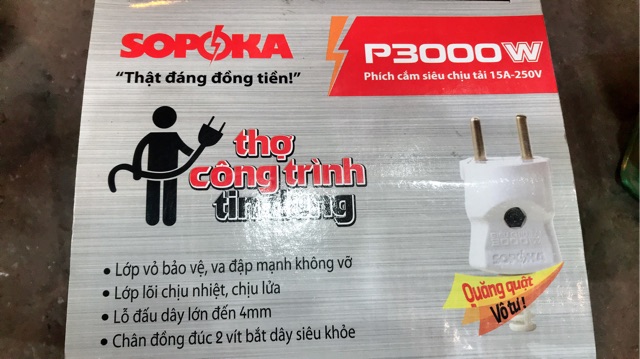 SOPOKA
"Thật đáng đồng tiền!"
P3000W
Phích cắm siêu chịu tải 15A-250V
thợ
công trình
tin dùng
• Lớp vỏ bảo vệ, va đập mạnh không vỡ
• Lớp lõi chịu nhiệt, chịu lửa
• Lỗ đấu dây lớn đến 4mm
• Chân đồng đúc 2 vít bắt dây siêu khỏe
SOPOKA
Quăng quật
Vô tư!